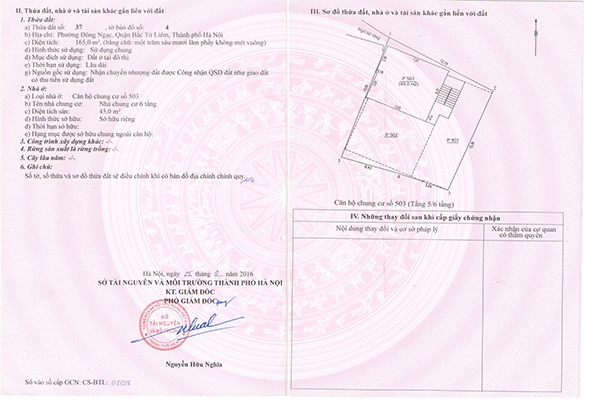 II. Thửa đất, nhà ở và tài sản khác gắn liền với đất
1. Thửa đất:
a) Thửa đất số: 37 , tờ bản đồ số: 4
b) Địa chỉ: Phường Đông Ngạc, Quận Bắc Từ Liêm, Thành phố Hà Nội
c) Diện tích: 165,0 m², (bằng chữ: một trăm sáu mươi lăm phẩy không mét vuông)
d) Hình thức sử dụng: Sử dụng chung
đ) Mục đích sử dụng: Đất ở tại đô thị
e) Thời hạn sử dụng: Lâu dài
g) Nguồn gốc sử dụng: Nhận chuyển nhượng đất được Công nhận QSD đất như giao đất
có thu tiền sử dụng đất
2. Nhà ở:
a) Loại nhà ở: Căn hộ chung cư số 503
b) Tên nhà chung cư: Nhà chung cư 6 tầng
c) Diện tích sàn: 45,0 m²
d) Hình thức sở hữu: Sở hữu riêng
đ) Thời hạn sở hữu:
e) Hạng mục được sở hữu chung ngoài căn hộ:
3. Công trình xây dựng khác: -/-
4. Rừng sản xuất là rừng trồng: -/-
5. Cây lâu năm: -/-
6. Ghi chú:
Số tờ, số thửa và sơ đồ thửa đất sẽ điều chỉnh khi có bản đồ địa chính chính quy
Hà Nội, ngày tháng năm 2016
SỞ TÀI NGUYÊN VÀ MÔI TRƯỜNG THÀNH PHỐ HÀ NỘI
KT. GIÁM ĐỐC
PHÓ GIÁM ĐỐC
SỞ
TÀI NGUYÊN
Nguyễn Hữu Nghĩa
Số vào sổ cấp GCN: CS-BTL:
III. Sơ đồ thửa đất, nhà ở và tài sản khác gắn liền với đất
P 503
(45,0 m2)
P 502
P 501
Căn hộ chung cư số 503 (Tầng 5/6 tầng)
IV. Những thay đổi sau khi cấp giấy chứng nhận
Nội dung thay đổi và cơ sở pháp lý
Xác nhận của cơ quan
có thẩm quyền